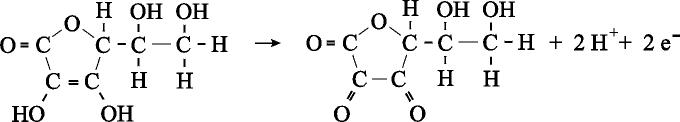 H OH OH H OH OH
O O
O = C C - C - C - H → O = C C - C - C - H + 2 H⁺ + 2 e⁻
C = C H H C - C H H
HO OH O O